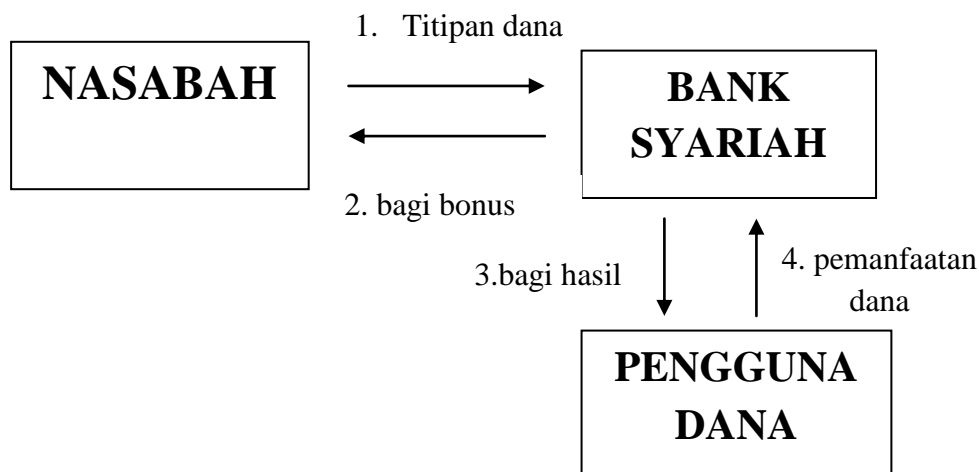 1. Titipan dana
NASABAH
BANK
SYARIAH
2. bagi bonus
3.bagi hasil
4. pemanfaatan
dana
PENGGUNA
DANA